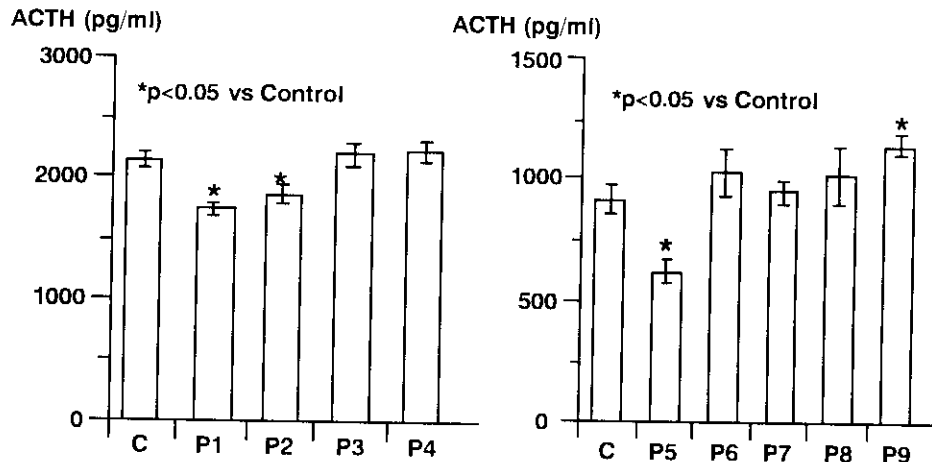 ACTH (pg/ml)
3000
*p<0.05 vs Control
2000
1000
0
* *
C P1 P2 P3 P4
ACTH (pg/ml)
1500
*p<0.05 vs Control
1000
500
0
* *
C P5 P6 P7 P8 P9